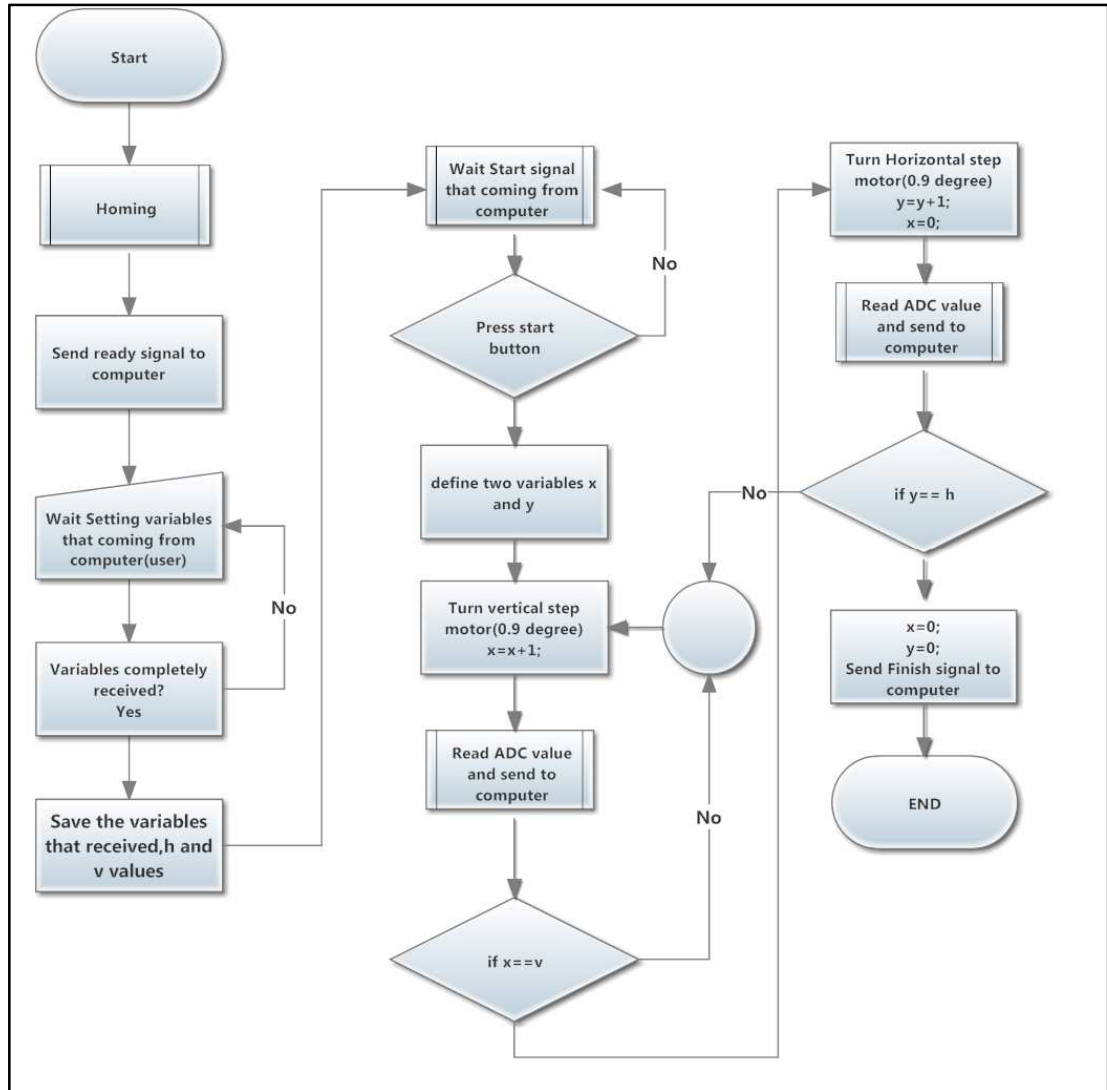 Start
Homing
Send ready signal to
computer
Wait Setting variables
that coming from
computer(user)
No
Variables completely
received?
Yes
Save the variables
that received,h and
v values
Wait Start signal
that coming from
computer
No
Press start
button
define two variables x
and y
Turn vertical step
motor(0.9 degree)
x=x+1;
Read ADC value
and send to
computer
No
if x==v
Turn Horizontal step
motor(0.9 degree)
y=y+1;
x=0;
Read ADC value
and send to
computer
No
if y== h
x=0;
y=0;
Send Finish signal to
computer
END